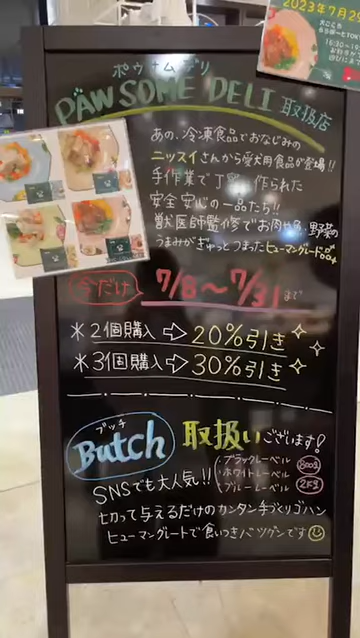 2023年7月2
ポウサムデリ
PAWSOME DELI 取扱店
あの、冷凍食品でおなじみの
ニッスイさんから愛犬用食品が登場!!
手作業で丁寧に作られた
安全安心の一品たち!!
獣医師監修でお肉や魚・野菜の
うまみがぎゅっとつまったヒューマングレード品質
今だけ 7/8〜7/31まで
*2個購入⇨20%引き
*3個購入⇨30%引き
ブッチ
Butch 取扱いございます!
SNSでも大人気!!
ブラックレーベル
ホワイトレーベル
ブルーレーベル
800g
2kg
切って与えるだけのカンタン手づくりゴハン
ヒューマングレードで食いつきバツグンです